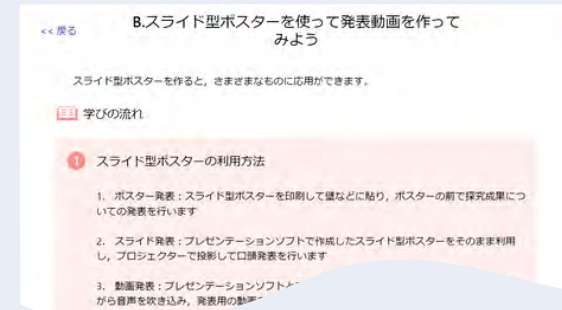 << 戻る
B.スライド型ポスターを使って発表動画を作って
みよう
スライド型ポスターを作ると，さまざまなものに応用ができます。
学びの流れ
1 スライド型ポスターの利用方法
1. ポスター発表：スライド型ポスターを印刷して壁などに貼り，ポスターの前で探究成果につ
いての発表を行います
2. スライド発表：プレゼンテーションソフトで作成したスライド型ポスターをそのまま利用
し，プロジェクターで投影して口頭発表を行います
3. 動画発表：プレゼンテーションソフトと
がら音声を吹き込み，発表用の動画